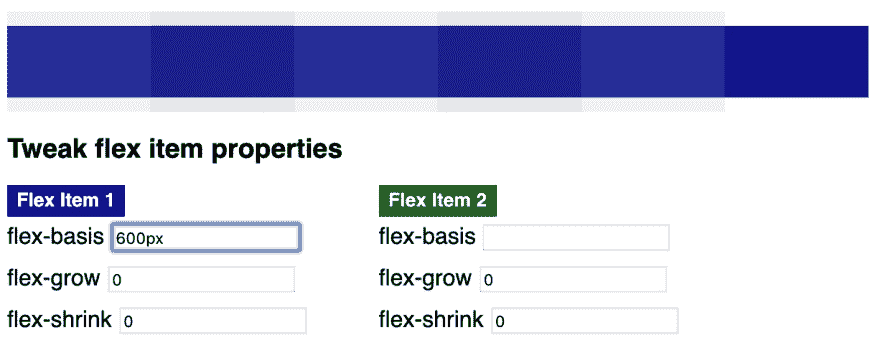 Tweak flex item properties
Flex Item 1 Flex Item 2
flex-basis 600px flex-basis
flex-grow 0 flex-grow 0
flex-shrink 0 flex-shrink 0